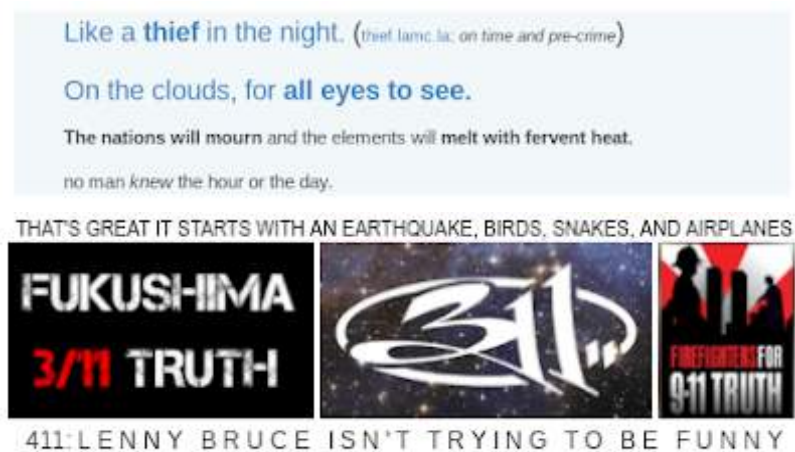 Like a thief in the night. (thief.lamc.la; on time and pre-crime)
On the clouds, for all eyes to see.
The nations will mourn and the elements will melt with fervent heat.
no man knew the hour or the day.
THAT'S GREAT IT STARTS WITH AN EARTHQUAKE, BIRDS, SNAKES, AND AIRPLANES
FUKUSHIMA
3/11 TRUTH
311
FIREFIGHTERS FOR
9-11 TRUTH
411: LENNY BRUCE ISN'T TRYING TO BE FUNNY